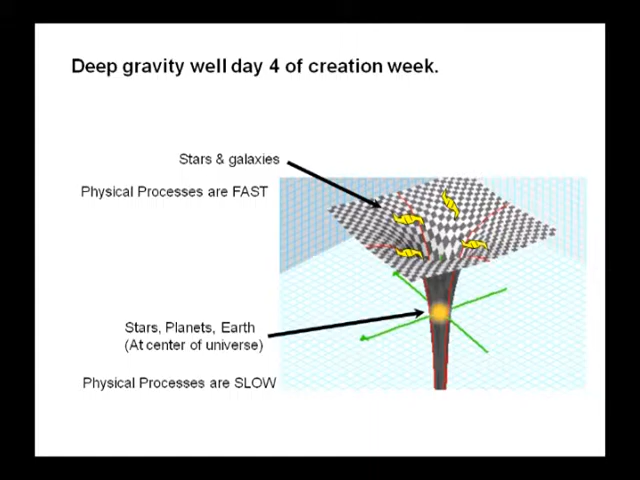 Deep gravity well day 4 of creation week.
Stars & galaxies
Physical Processes are FAST
Stars, Planets, Earth
(At center of universe)
Physical Processes are SLOW